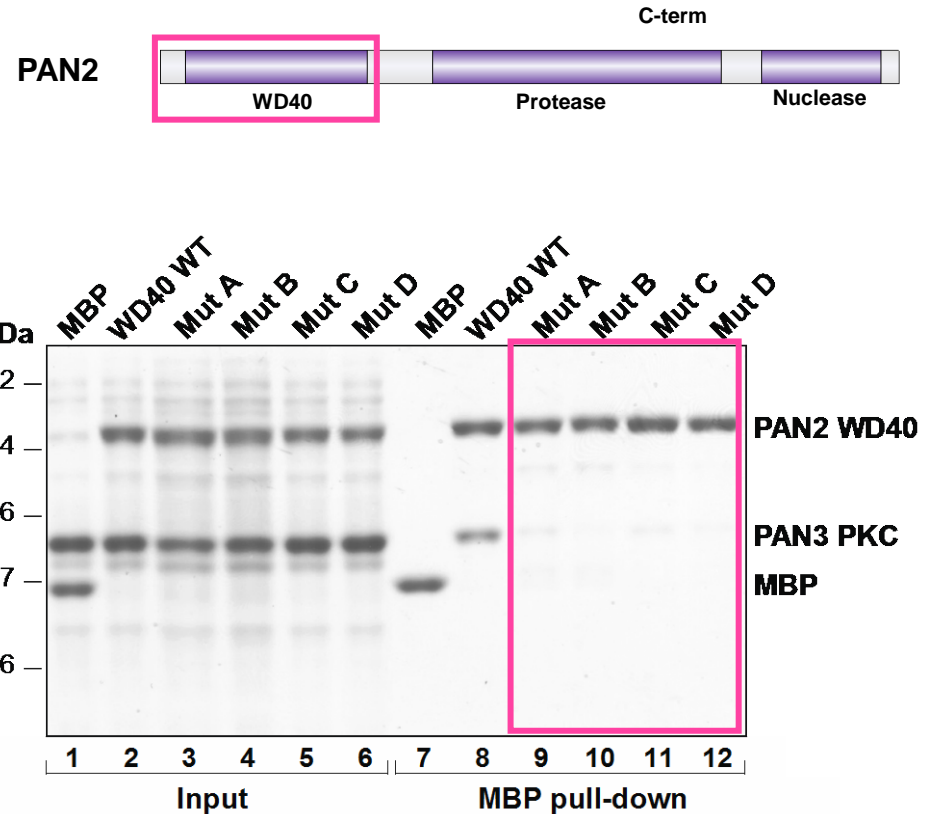 C-term
PAN2
WD40
Protease
Nuclease
MBP
WD40 WT
Mut A
Mut B
Mut C
Mut D
MBP
WD40 WT
Mut A
Mut B
Mut C
Mut D
Da
2
4
6
7
6
PAN2 WD40
PAN3 PKC
MBP
1 2 3 4 5 6 7 8 9 10 11 12
Input MBP pull-down